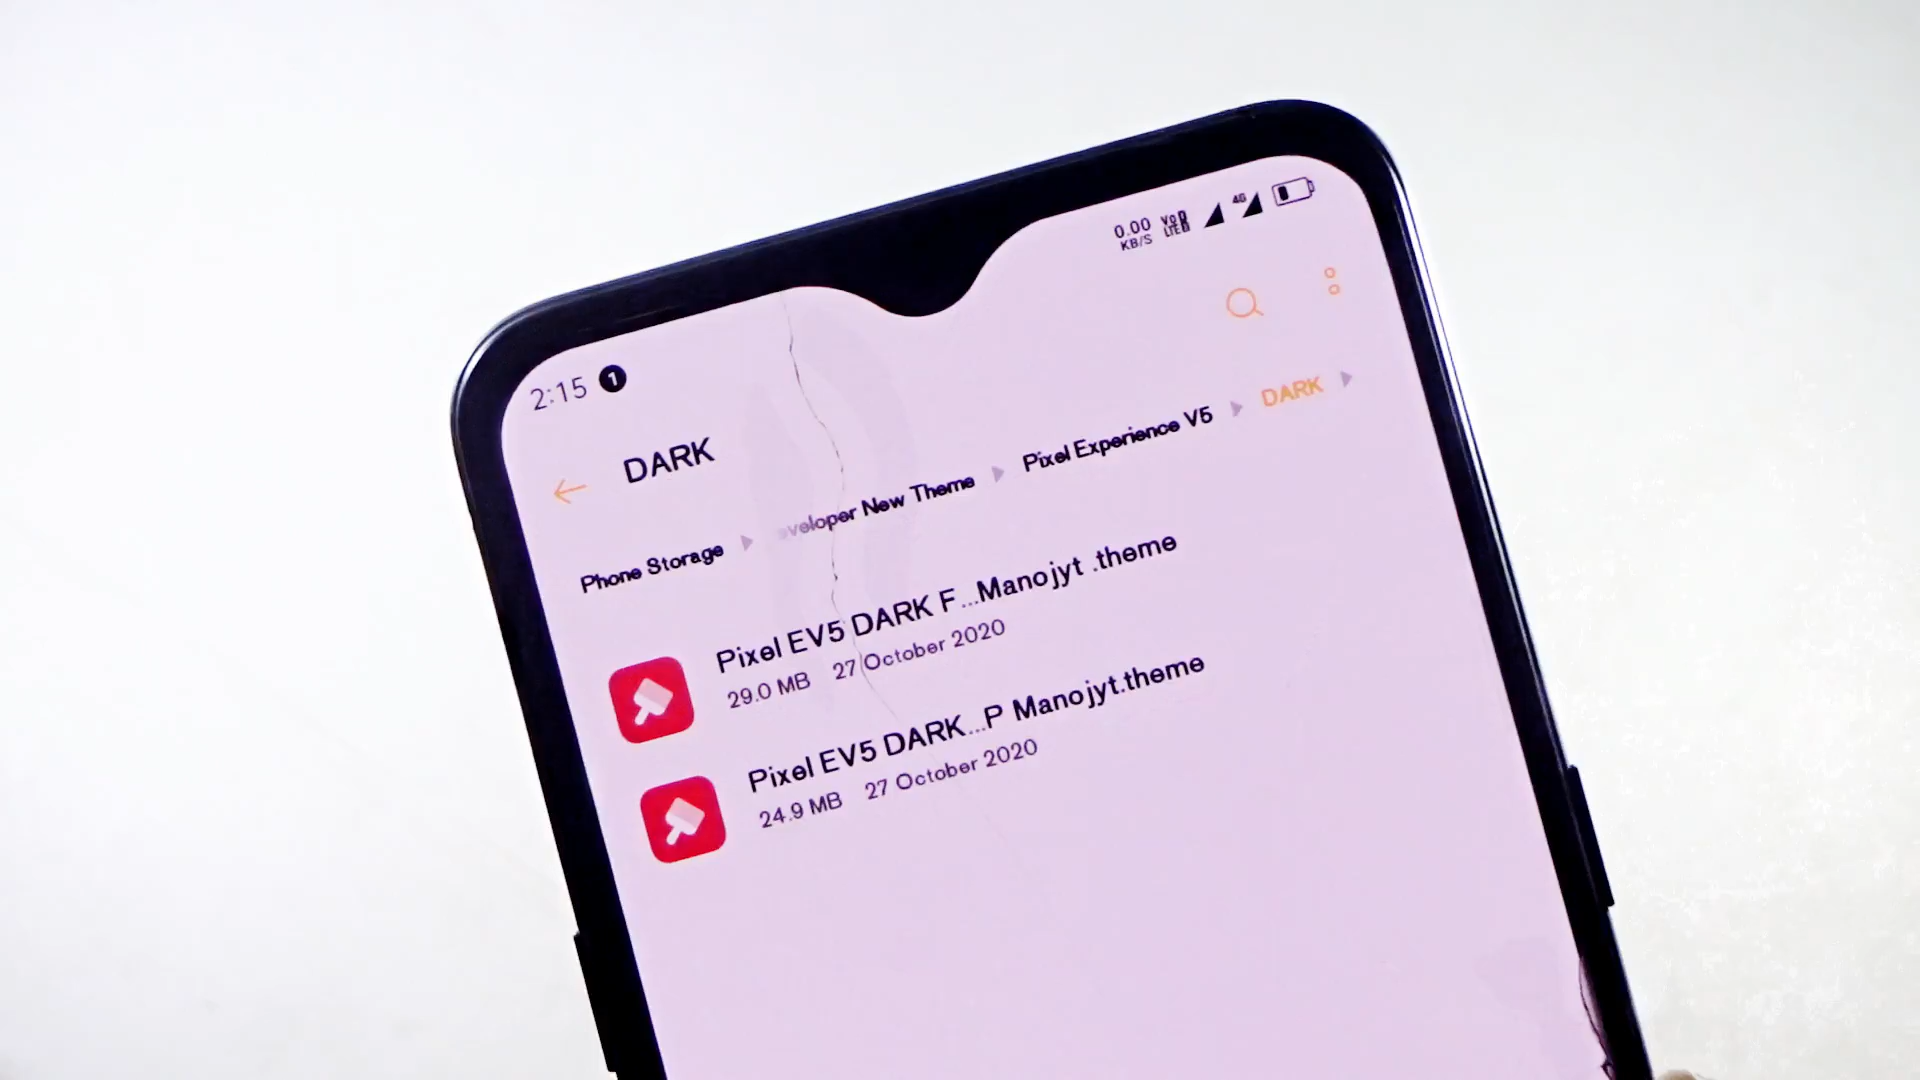 2:15 1
0.00 KB/S VoLTE 4G
DARK
Phone Storage veloper New Theme Pixel Experience V5 DARK
Pixel EV5 DARK F...Manojyt .theme
29.0 MB 27 October 2020
Pixel EV5 DARK...P Manojyt.theme
24.9 MB 27 October 2020